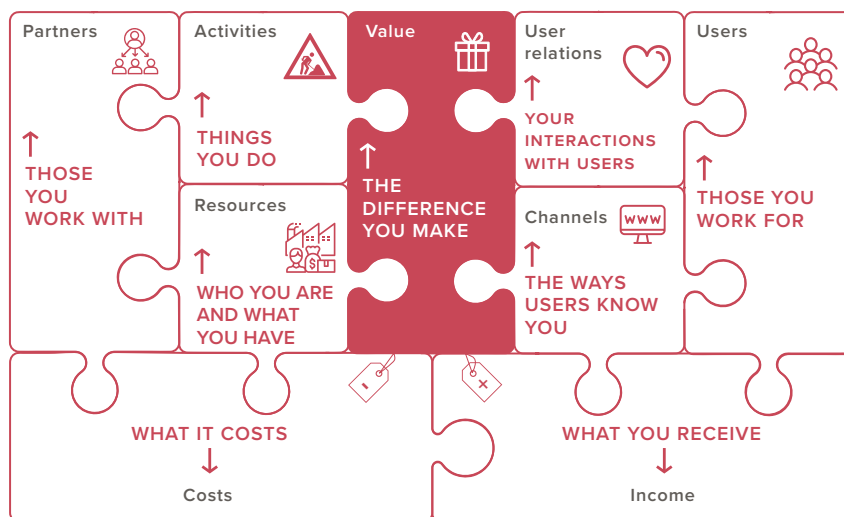 Partners
THOSE
YOU
WORK WITH
Activities
THINGS
YOU DO
Resources
WHO YOU ARE
AND WHAT
YOU HAVE
Value
THE
DIFFERENCE
YOU MAKE
User
relations
YOUR
INTERACTIONS
WITH USERS
Channels
www
THE WAYS
USERS KNOW
YOU
Users
THOSE YOU
WORK FOR
WHAT IT COSTS
Costs
WHAT YOU RECEIVE
Income